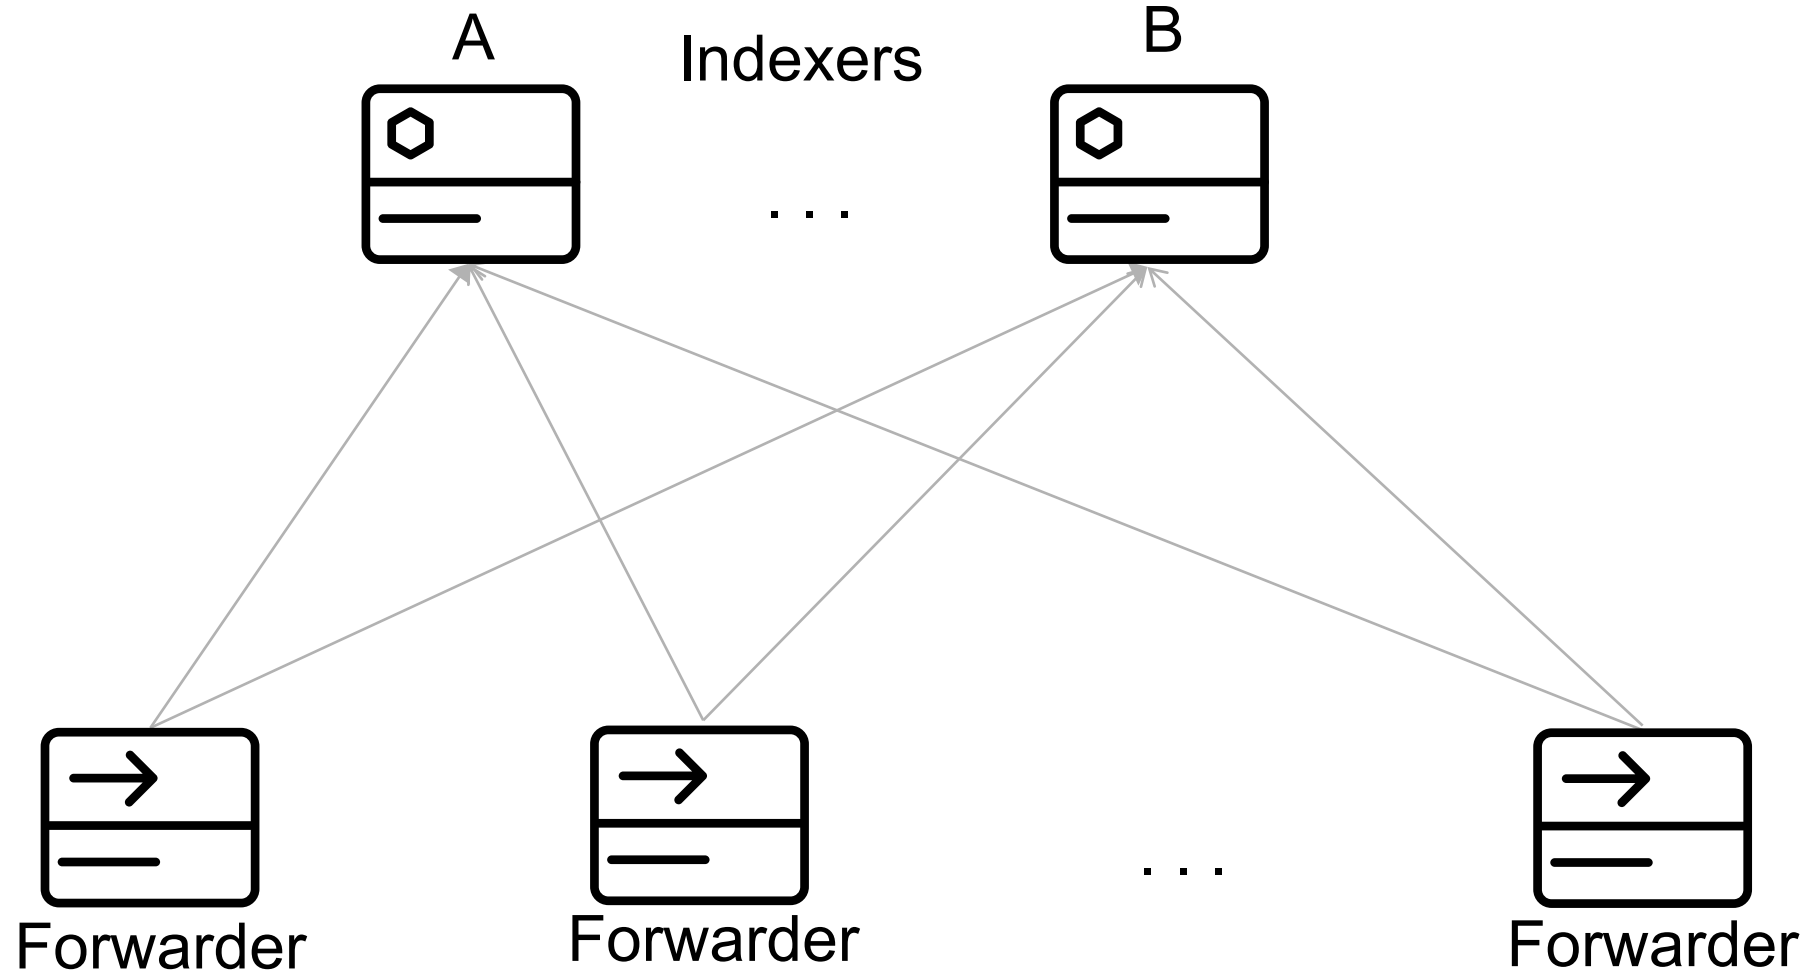 A
Indexers
B
. . .
. . .
Forwarder
Forwarder
Forwarder